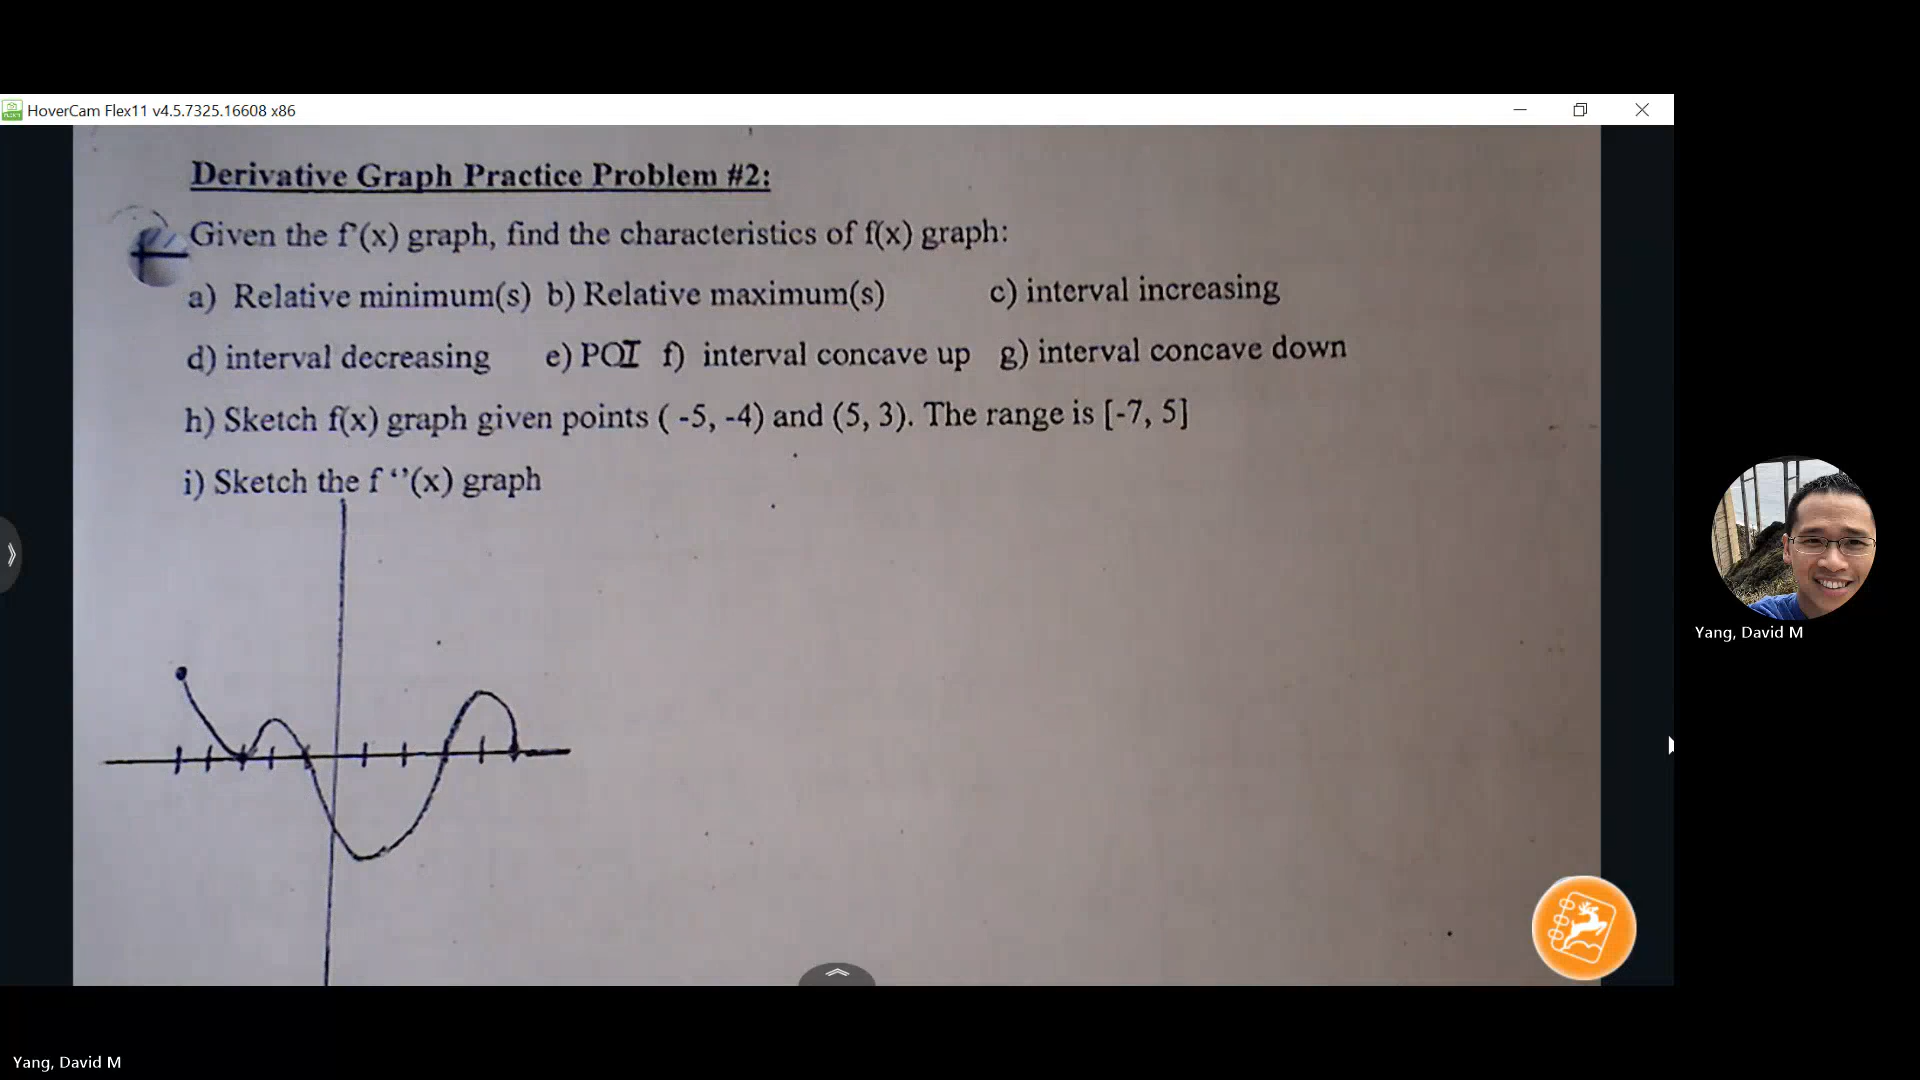 HoverCam Flex11 v4.5.7325.16608 x86
Derivative Graph Practice Problem #2:
Given the f'(x) graph, find the characteristics of f(x) graph:
a) Relative minimum(s) b) Relative maximum(s) c) interval increasing
d) interval decreasing e) POI f) interval concave up g) interval concave down
h) Sketch f(x) graph given points ( -5, -4) and (5, 3). The range is [-7, 5]
i) Sketch the f ‘’(x) graph
Yang, David M
Yang, David M